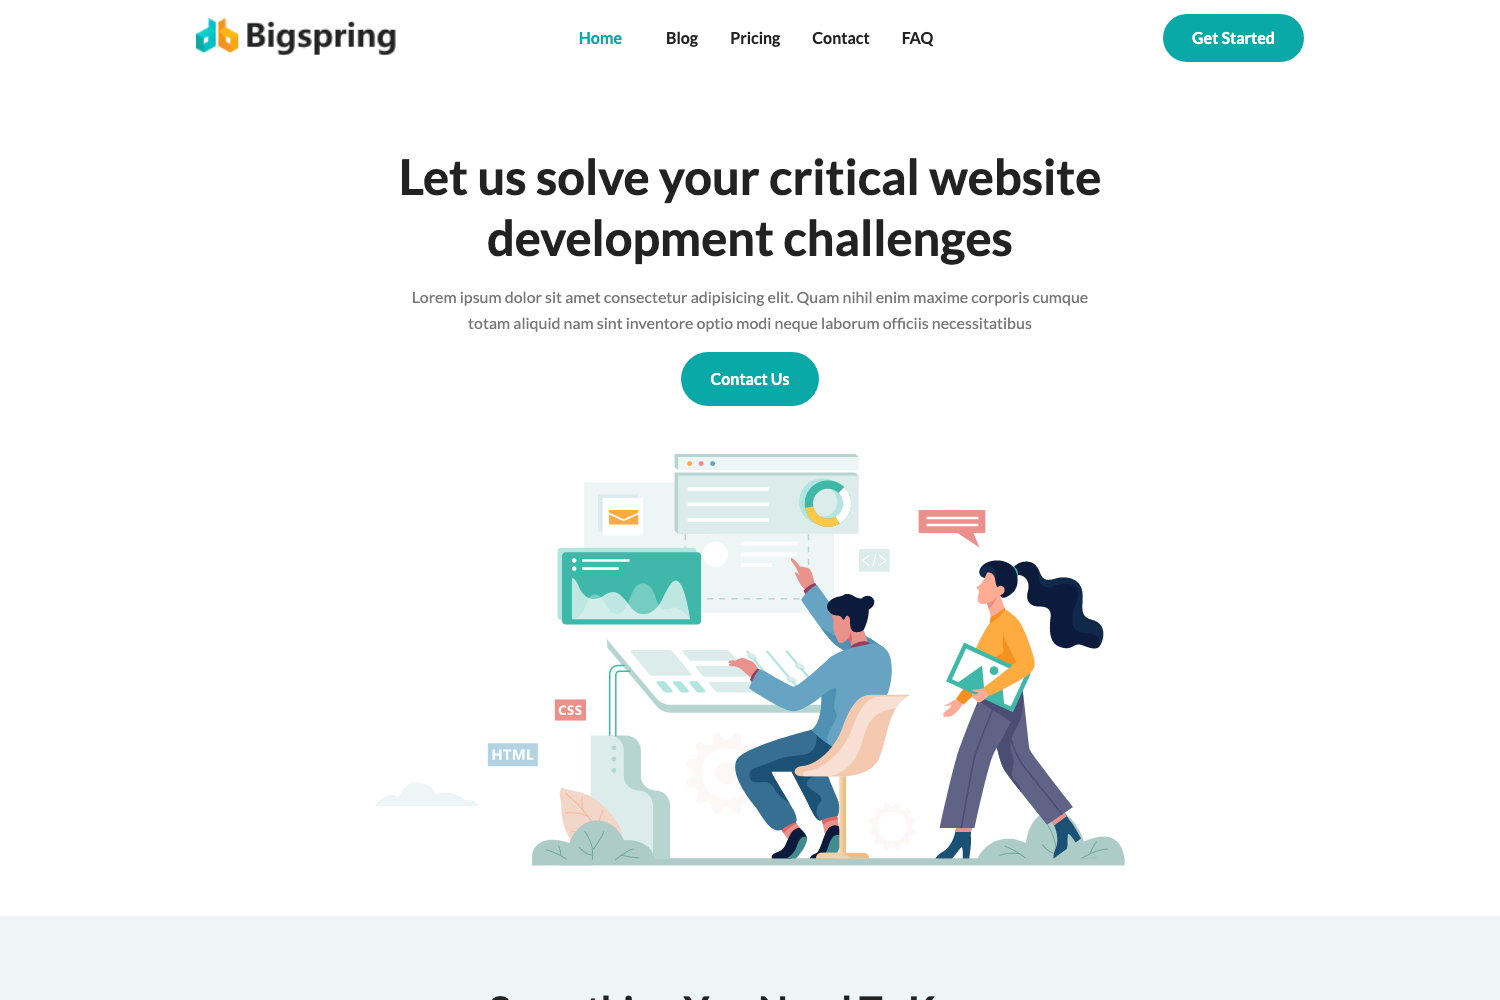 Bigspring
Home Blog Pricing Contact FAQ
Get Started
Let us solve your critical website
development challenges
Lorem ipsum dolor sit amet consectetur adipisicing elit. Quam nihil enim maxime corporis cumque
totam aliquid nam sint inventore optio modi neque laborum officiis necessitatibus
Contact Us
</>
CSS
HTML